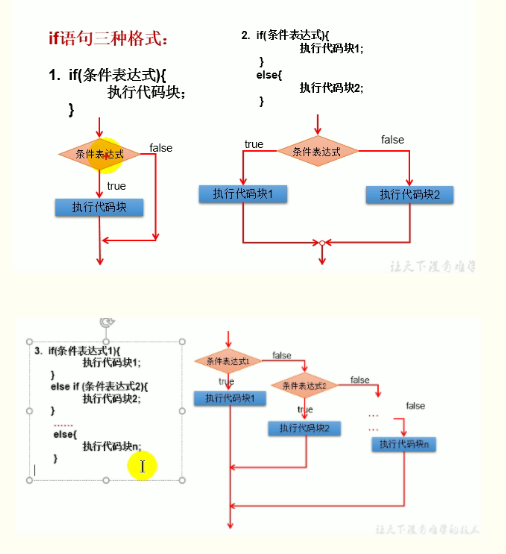 if语句三种格式：
1. if(条件表达式){
执行代码块；
}
条件表达式
false
true
执行代码块
2. if(条件表达式){
执行代码块1;
}
else{
执行代码块2;
}
true
条件表达式
false
执行代码块1
执行代码块2
让天下没有难学
3. if(条件表达式1){
执行代码块1;
}
else if (条件表达式2){
执行代码块2;
}
......
else{
执行代码块n;
}
条件表达式1
false
true
执行代码块1
条件表达式2
false
true
执行代码块2
...
...
false
执行代码块n
让天下没有难学的技术